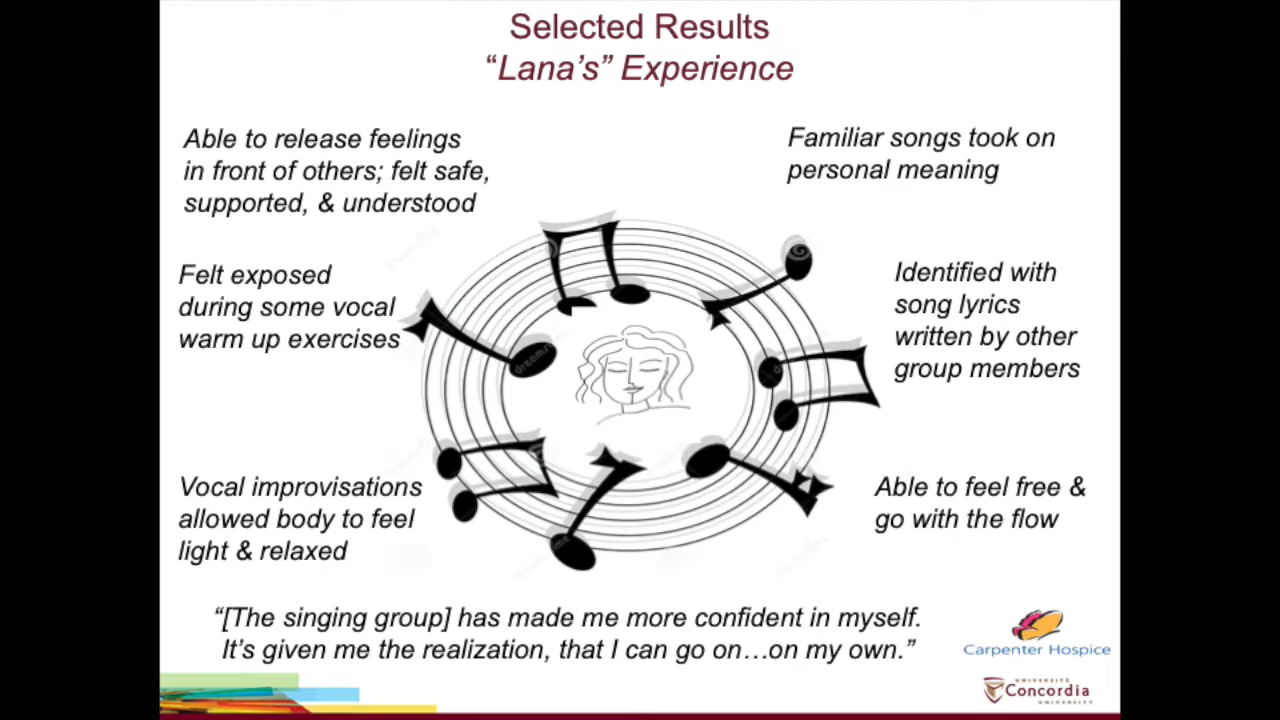 Selected Results
“Lana’s” Experience
Able to release feelings
in front of others; felt safe,
supported, & understood
Familiar songs took on
personal meaning
Felt exposed
during some vocal
warm up exercises
Identified with
song lyrics
written by other
group members
Vocal improvisations
allowed body to feel
light & relaxed
Able to feel free &
go with the flow
“[The singing group] has made me more confident in myself.
It’s given me the realization, that I can go on…on my own.”
Carpenter Hospice
UNIVERSITÉ
Concordia
UNIVERSITY